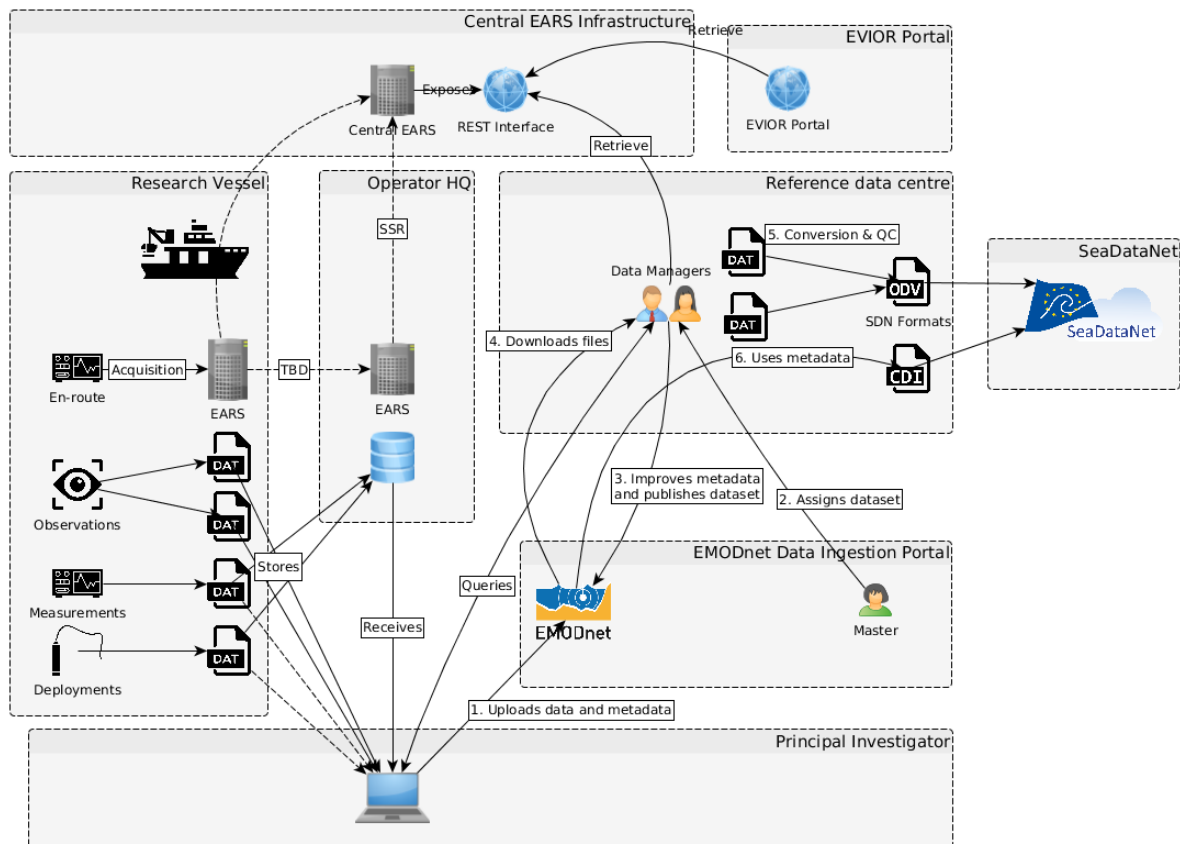 Central EARS Infrastructure
Retrieve
EVIOR Portal
Expose
Central EARS
REST Interface
EVIOR Portal
Retrieve
Research Vessel
Operator HQ
Reference data centre
SSR
5. Conversion & QC
DAT
Data Managers
ODV
SDN Formats
DAT
SeaDataNet
SeaDataNet
4. Downloads files
6. Uses metadata
CDI
Acquisition
TBD
En-route
EARS
EARS
DAT
Observations
DAT
3. Improves metadata
and publishes dataset
2. Assigns dataset
EMODnet Data Ingestion Portal
Stores
Queries
DAT
Measurements
EMODnet
Master
Receives
DAT
Deployments
1. Uploads data and metadata
Principal Investigator